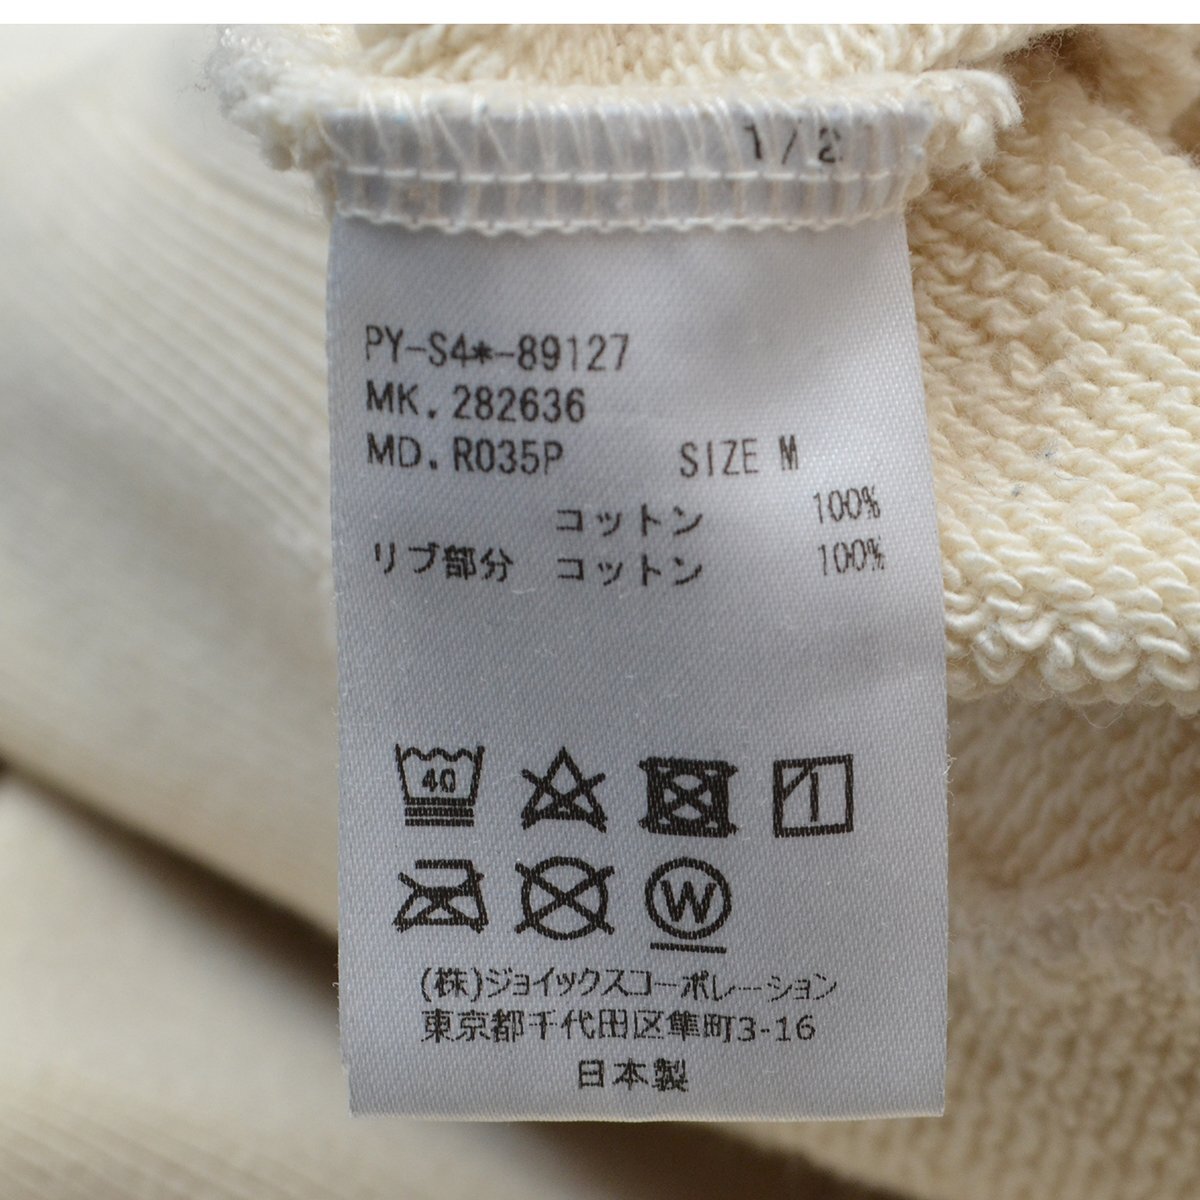 1/2
PY-S4*-89127
MK.282636
MD.R035P SIZE M
コットン 100%
リブ部分 コットン 100%
40
W
(株)ジョイックスコーポレーション
東京都千代田区隼町3-16
日本製